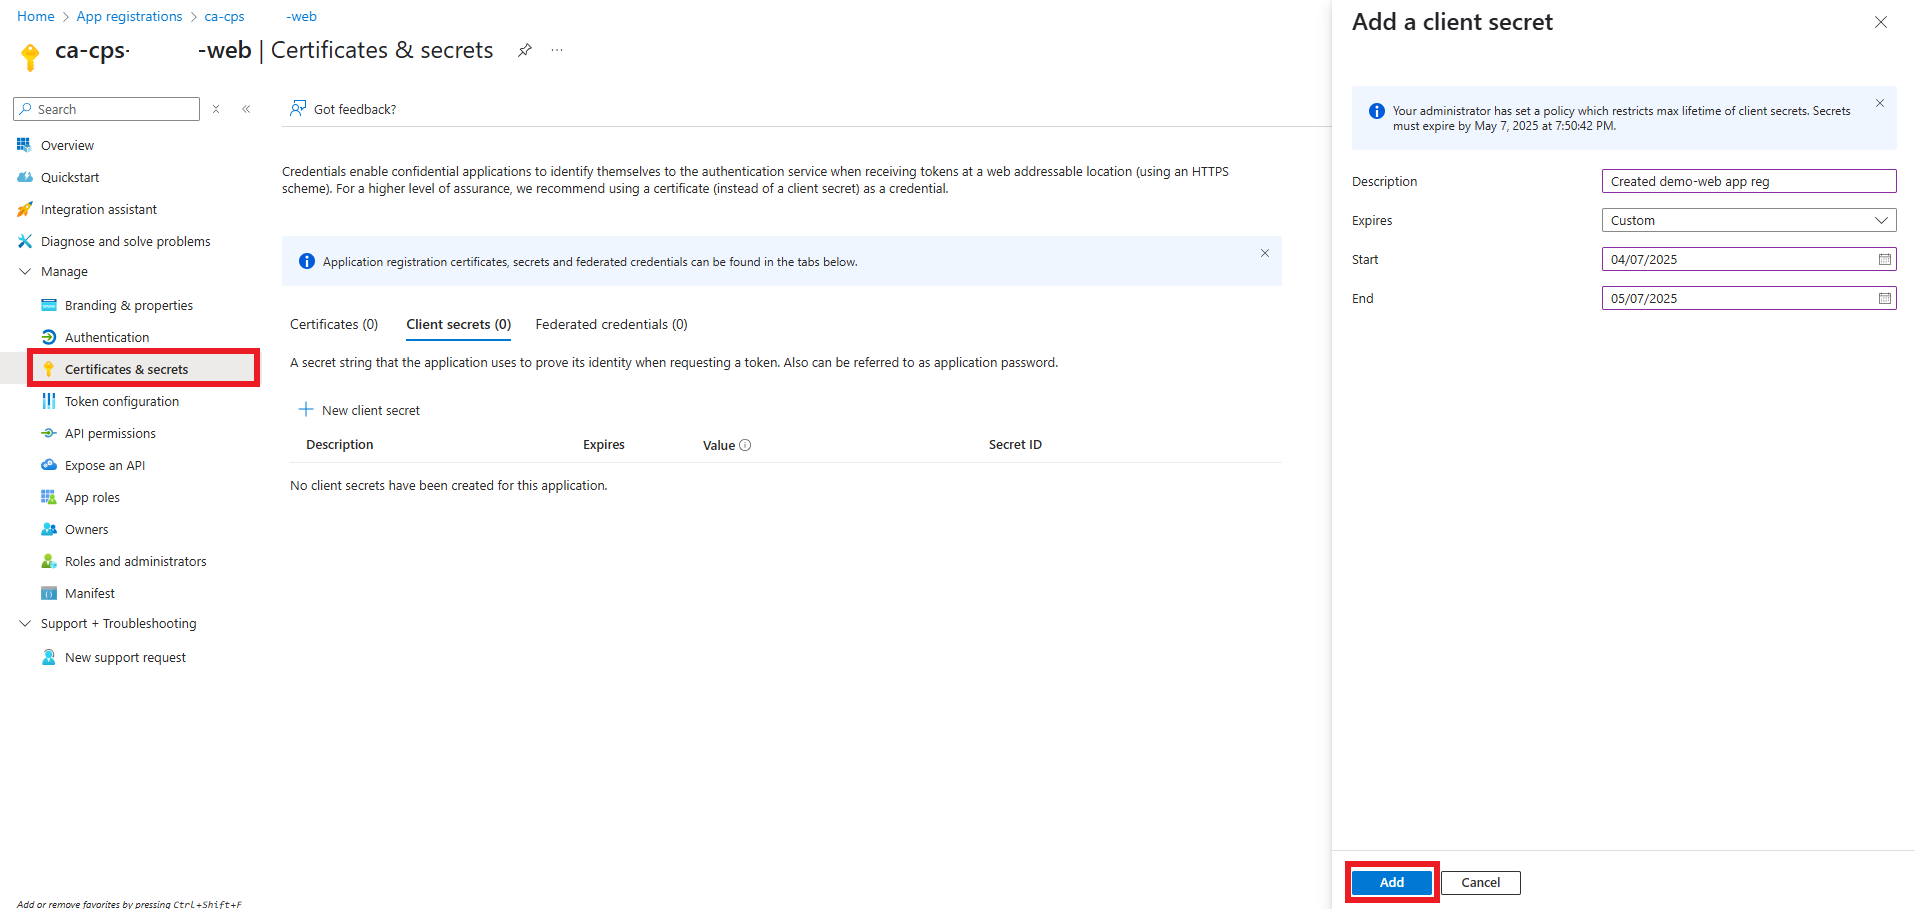 Home > App registrations > ca-cps -web
ca-cps- -web | Certificates & secrets
Search
Got feedback?
Overview
Quickstart
Integration assistant
Diagnose and solve problems
Manage
Branding & properties
Authentication
Certificates & secrets
Token configuration
API permissions
Expose an API
App roles
Owners
Roles and administrators
Manifest
Support + Troubleshooting
New support request
Add or remove favorites by pressing Ctrl+Shift+F
Credentials enable confidential applications to identify themselves to the authentication service when receiving tokens at a web addressable location (using an HTTPS
scheme). For a higher level of assurance, we recommend using a certificate (instead of a client secret) as a credential.
Application registration certificates, secrets and federated credentials can be found in the tabs below.
Certificates (0) Client secrets (0) Federated credentials (0)
A secret string that the application uses to prove its identity when requesting a token. Also can be referred to as application password.
New client secret
Description Expires Value Secret ID
No client secrets have been created for this application.
Add a client secret
Your administrator has set a policy which restricts max lifetime of client secrets. Secrets
must expire by May 7, 2025 at 7:50:42 PM.
Description Created demo-web app reg
Expires Custom
Start 04/07/2025
End 05/07/2025
Add Cancel